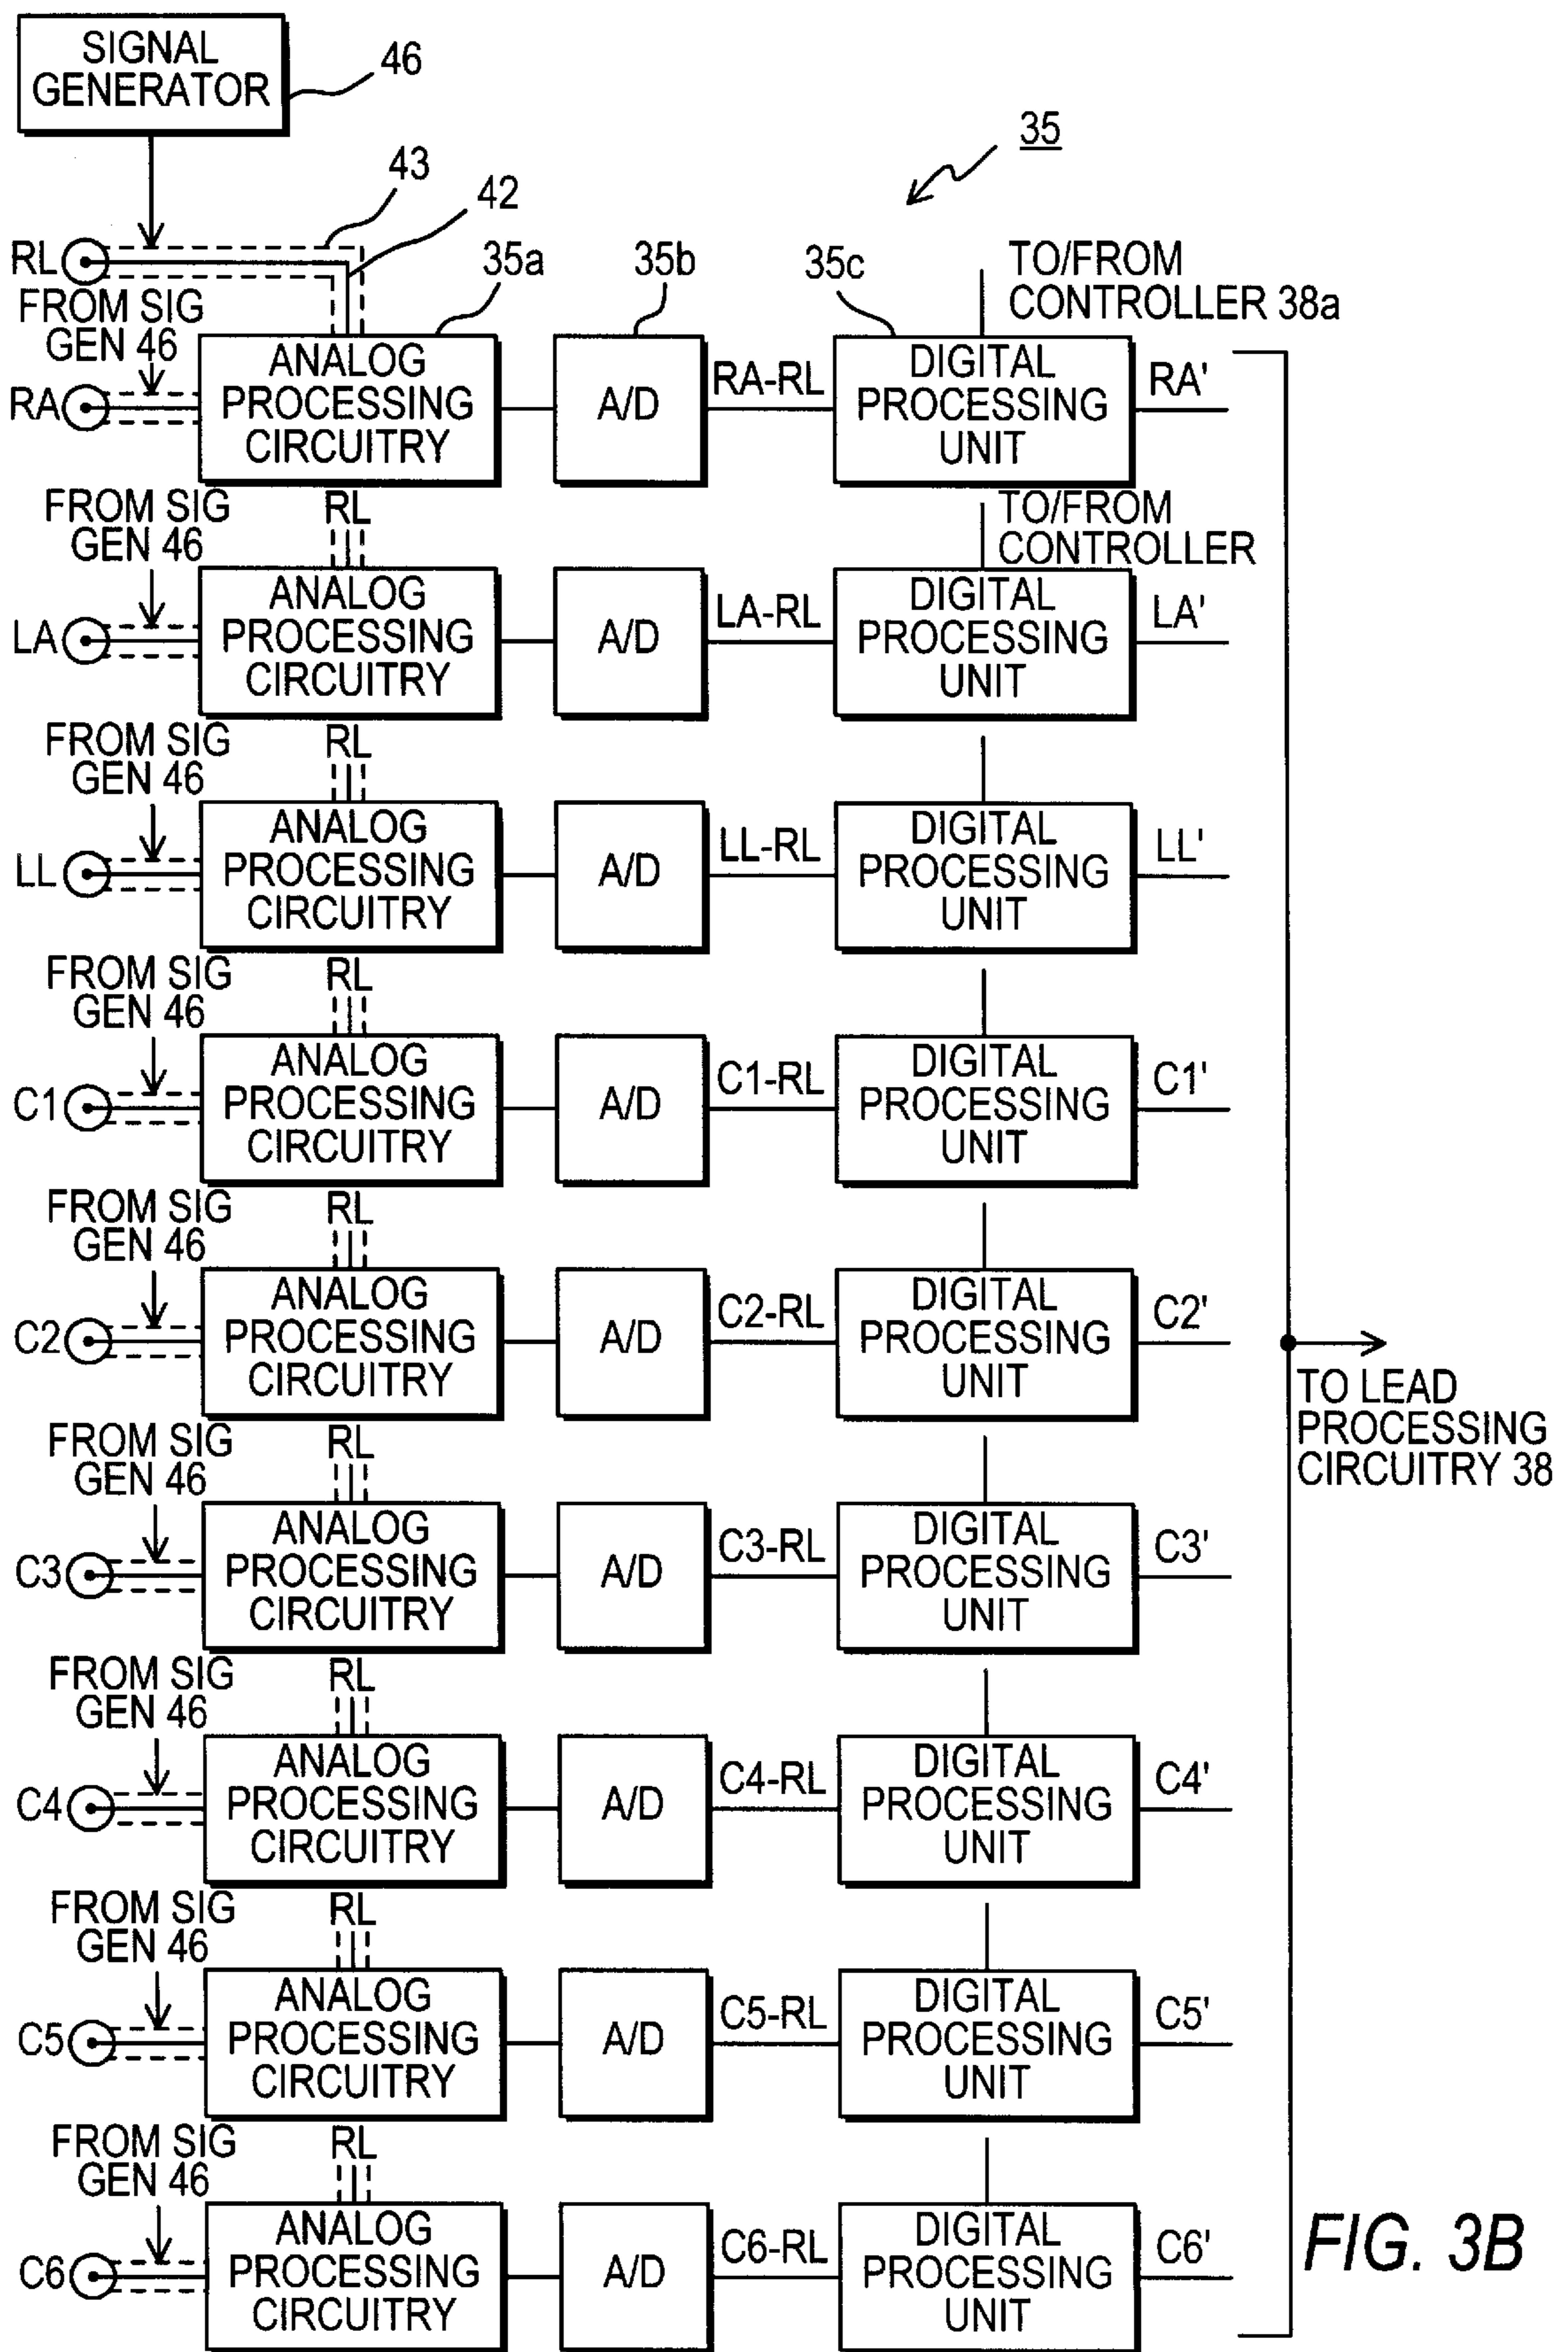 SIGNAL
GENERATOR
46
35
43
42
RL
35a
35b
35c
TO/FROM
CONTROLLER 38a
FROM SIG
GEN 46
RA
ANALOG
PROCESSING
CIRCUITRY
A/D
RA-RL
DIGITAL
PROCESSING
UNIT
RA'
FROM SIG
GEN 46
RL
TO/FROM
CONTROLLER
LA
ANALOG
PROCESSING
CIRCUITRY
A/D
LA-RL
DIGITAL
PROCESSING
UNIT
LA'
FROM SIG
GEN 46
RL
LL
ANALOG
PROCESSING
CIRCUITRY
A/D
LL-RL
DIGITAL
PROCESSING
UNIT
LL'
FROM SIG
GEN 46
RL
C1
ANALOG
PROCESSING
CIRCUITRY
A/D
C1-RL
DIGITAL
PROCESSING
UNIT
C1'
FROM SIG
GEN 46
RL
C2
ANALOG
PROCESSING
CIRCUITRY
A/D
C2-RL
DIGITAL
PROCESSING
UNIT
C2'
TO LEAD
PROCESSING
CIRCUITRY 38
FROM SIG
GEN 46
RL
C3
ANALOG
PROCESSING
CIRCUITRY
A/D
C3-RL
DIGITAL
PROCESSING
UNIT
C3'
FROM SIG
GEN 46
RL
C4
ANALOG
PROCESSING
CIRCUITRY
A/D
C4-RL
DIGITAL
PROCESSING
UNIT
C4'
FROM SIG
GEN 46
RL
C5
ANALOG
PROCESSING
CIRCUITRY
A/D
C5-RL
DIGITAL
PROCESSING
UNIT
C5'
FROM SIG
GEN 46
RL
C6
ANALOG
PROCESSING
CIRCUITRY
A/D
C6-RL
DIGITAL
PROCESSING
UNIT
C6'
FIG. 3B